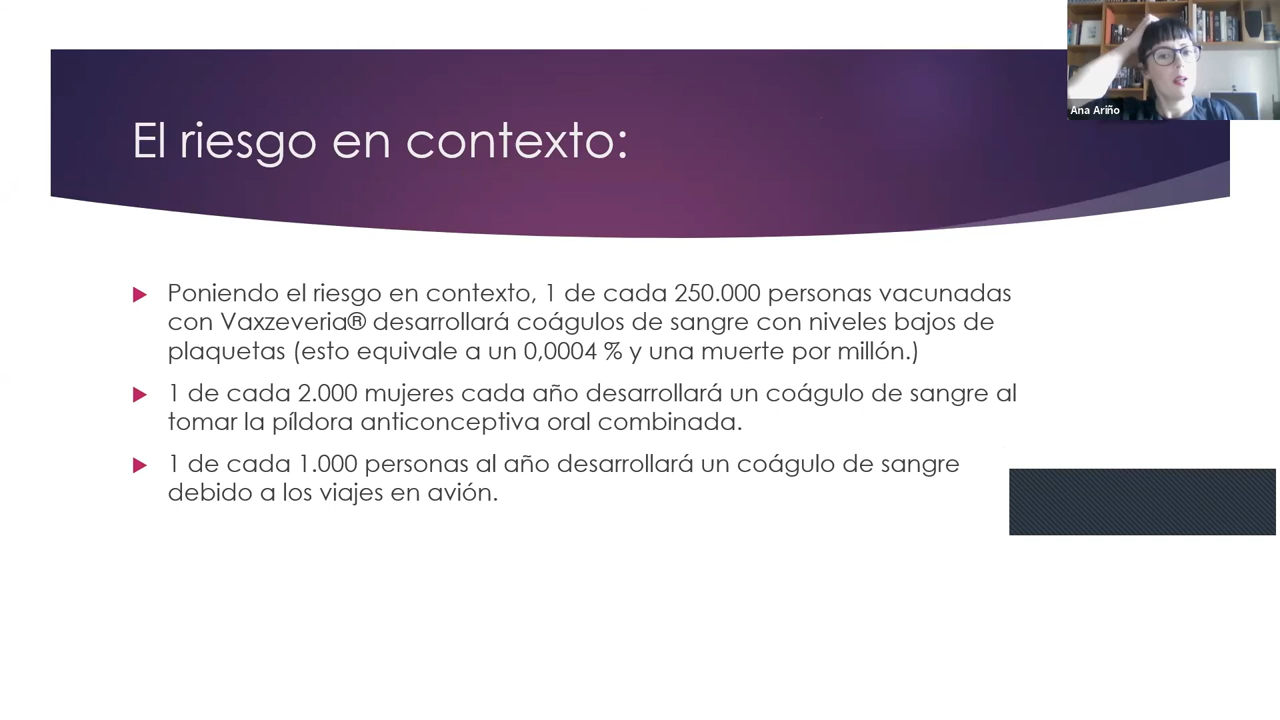 Ana Ariño
El riesgo en contexto:
Poniendo el riesgo en contexto, 1 de cada 250.000 personas vacunadas
con Vaxzeveria® desarrollará coágulos de sangre con niveles bajos de
plaquetas (esto equivale a un 0,0004 % y una muerte por millón.)
1 de cada 2.000 mujeres cada año desarrollará un coágulo de sangre al
tomar la píldora anticonceptiva oral combinada.
1 de cada 1.000 personas al año desarrollará un coágulo de sangre
debido a los viajes en avión.